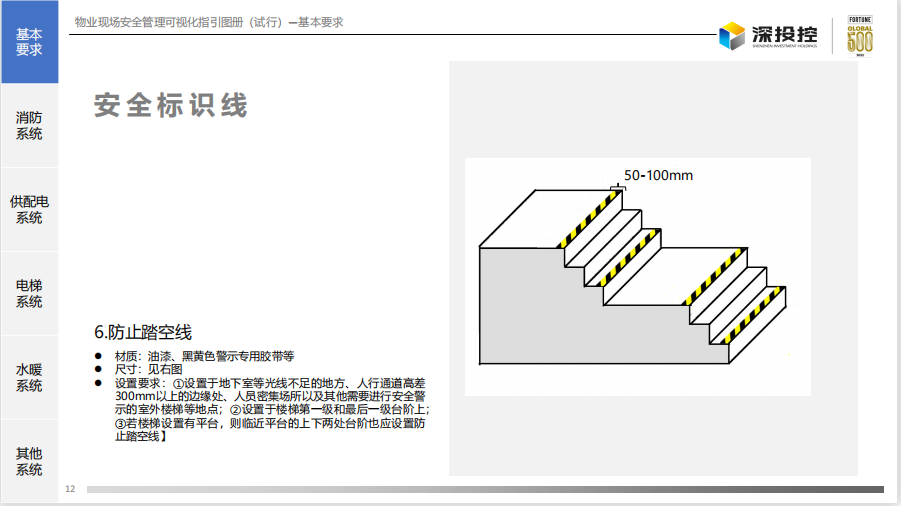 基本
要求
消防
系统
供配电
系统
电梯
系统
水暖
系统
其他
系统
物业现场安全管理可视化指引图册（试行）—基本要求
深投控
SHENZHEN INVESTMENT HOLDINGS
FORTUNE
GLOBAL
500
安全标识线
50-100mm
6.防止踏空线
● 材质：油漆、黑黄色警示专用胶带等
● 尺寸：见右图
● 设置要求：①设置于地下室等光线不足的地方、人行通道高差
300mm以上的边缘处、人员密集场所以及其他需要进行安全警
示的室外楼梯等地点；②设置于楼梯第一级和最后一级台阶上；
③若楼梯设置有平台，则临近平台的上下两处台阶也应设置防
止踏空线】
12